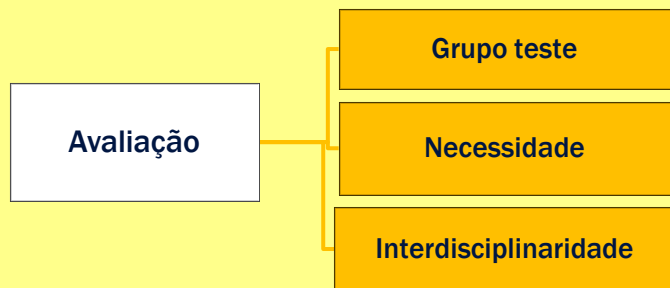 Grupo teste
Avaliação
Necessidade
Interdisciplinaridade